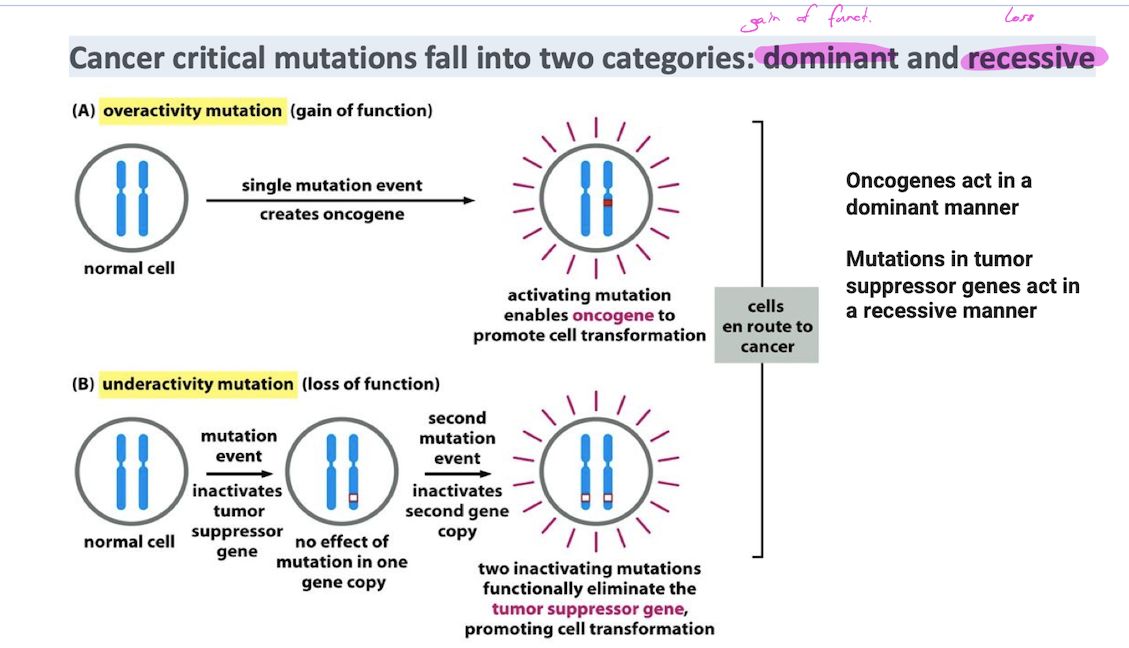 gain of funct. loss
Cancer critical mutations fall into two categories: dominant and recessive
(A) overactivity mutation (gain of function)
single mutation event
creates oncogene
normal cell
activating mutation
enables oncogene to
promote cell transformation
(B) underactivity mutation (loss of function)
mutation
event
inactivates
tumor
suppressor
gene
normal cell
no effect of
mutation in one
gene copy
second
mutation
event
inactivates
second gene
copy
two inactivating mutations
functionally eliminate the
tumor suppressor gene,
promoting cell transformation
cells
en route to
cancer
Oncogenes act in a
dominant manner
Mutations in tumor
suppressor genes act in
a recessive manner